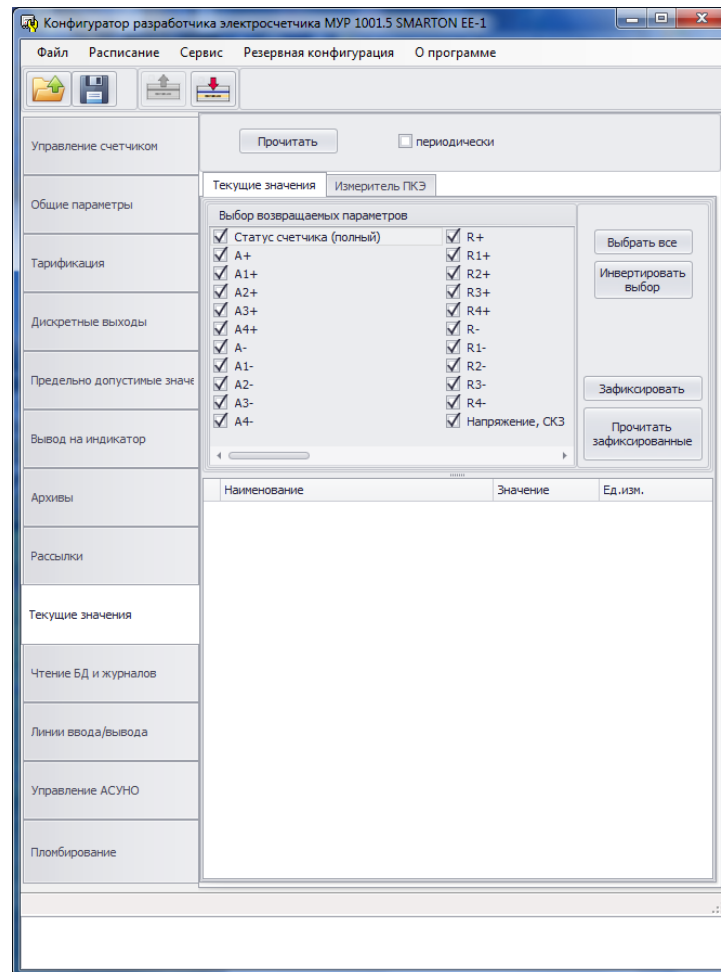 Конфигуратор разработчика электросчетчика МУР 1001.5 SMARTON EE-1
Файл Расписание Сервис Резервная конфигурация О программе
Прочитать периодически
Управление счетчиком
Общие параметры
Тарификация
Дискретные выходы
Предельно допустимые значе
Вывод на индикатор
Архивы
Рассылки
Текущие значения
Чтение БД и журналов
Линии ввода/вывода
Управление АСУНО
Пломбирование
Текущие значения Измеритель ПКЭ
Выбор возвращаемых параметров
Статус счетчика (полный) R+
A+ R1+
A1+ R2+
A2+ R3+
A3+ R4+
A4+ R-
A- R1-
A1- R2-
A2- R3-
A3- R4-
A4- Напряжение, СКЗ
Выбрать все
Инвертировать
выбор
Зафиксировать
Прочитать
зафиксированные
Наименование Значение Ед.изм.